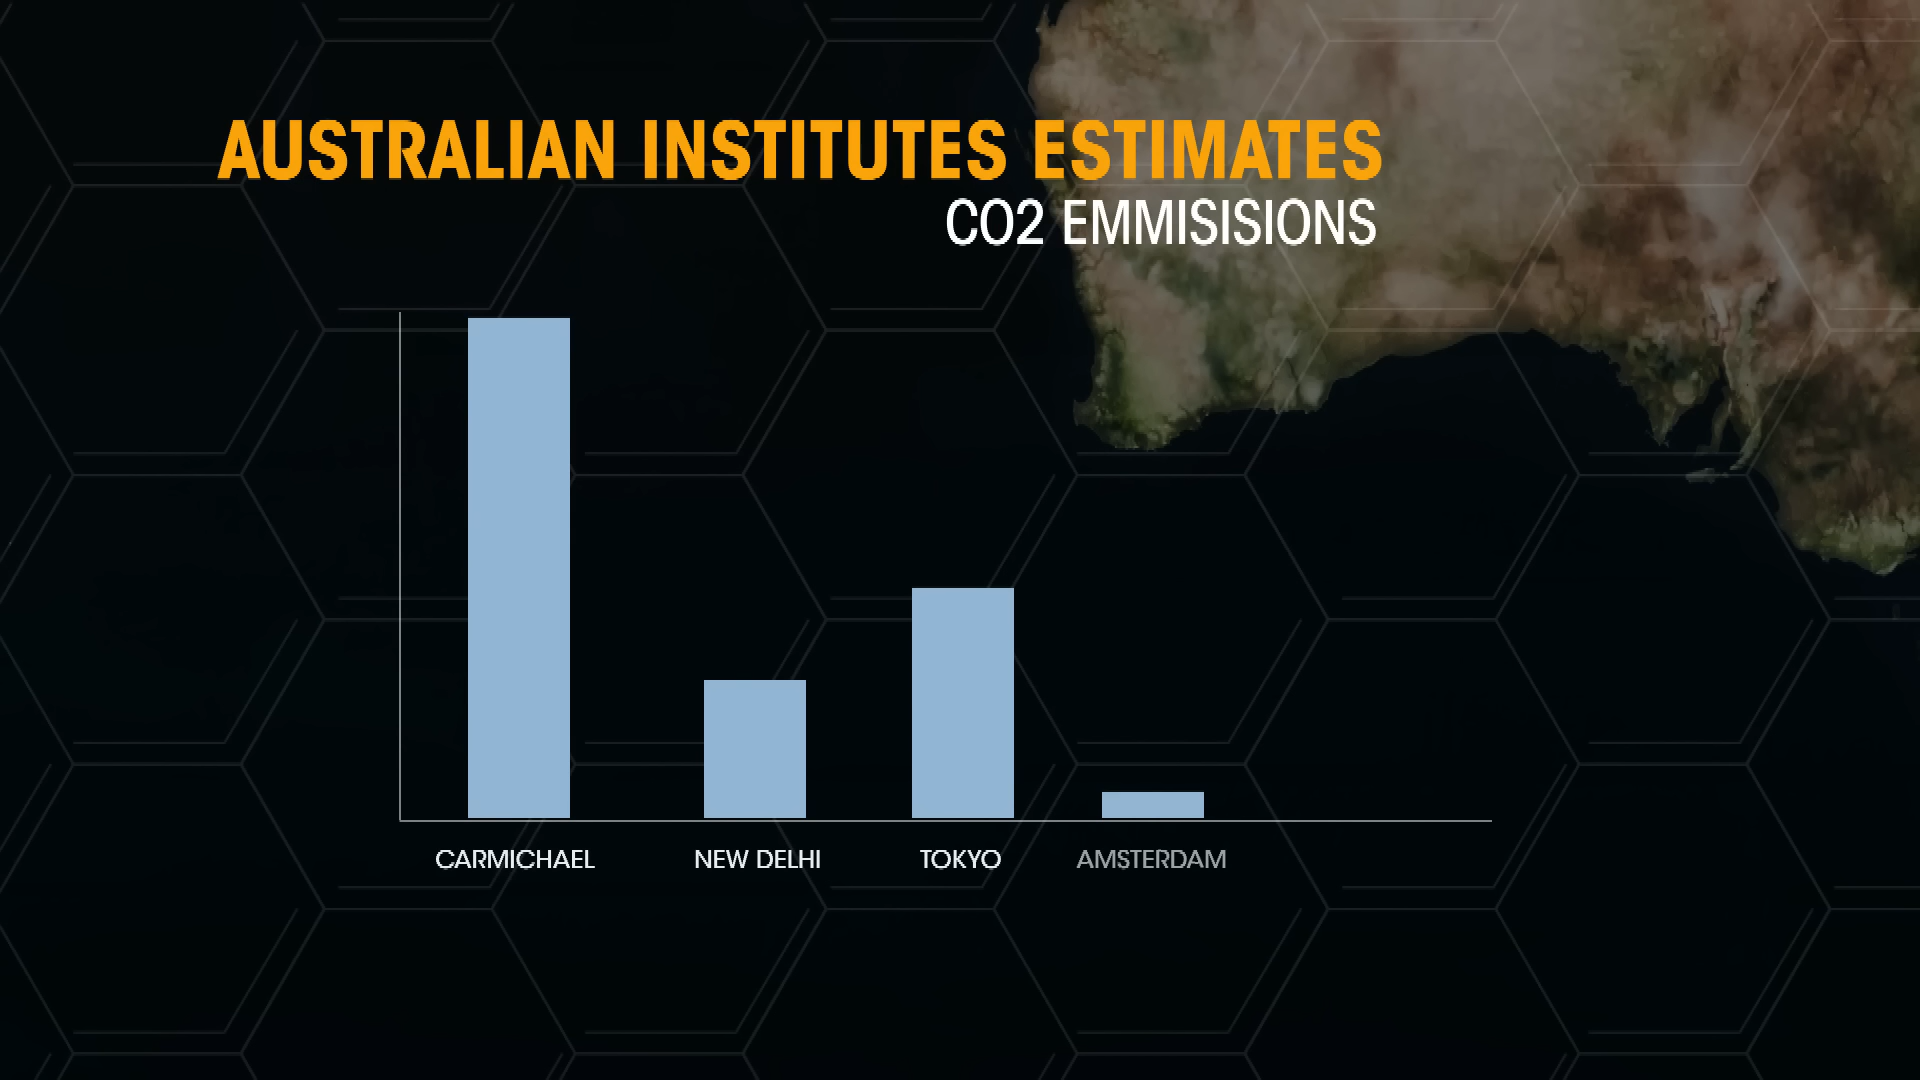 AUSTRALIAN INSTITUTES ESTIMATES
CO2 EMMISISIONS
CARMICHAEL
NEW DELHI
TOKYO
AMSTERDAM